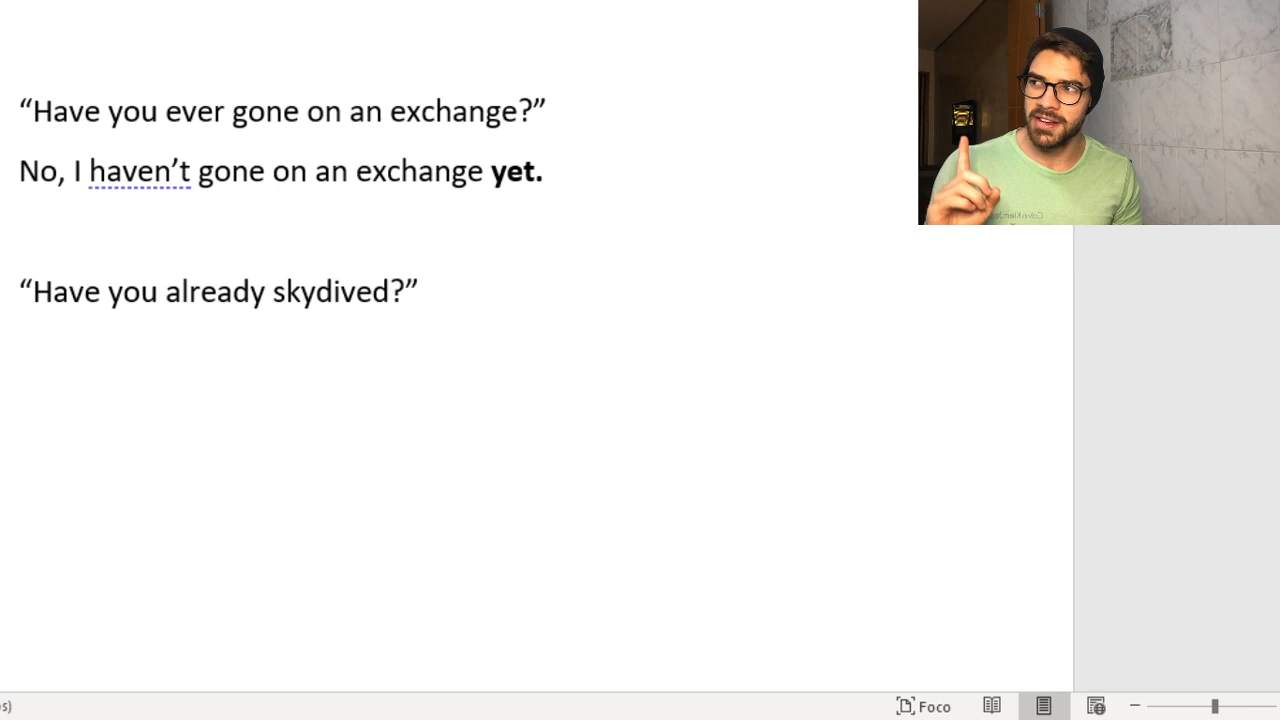 “Have you ever gone on an exchange?”
No, I haven’t gone on an exchange yet.
“Have you already skydived?”
s)
Foco